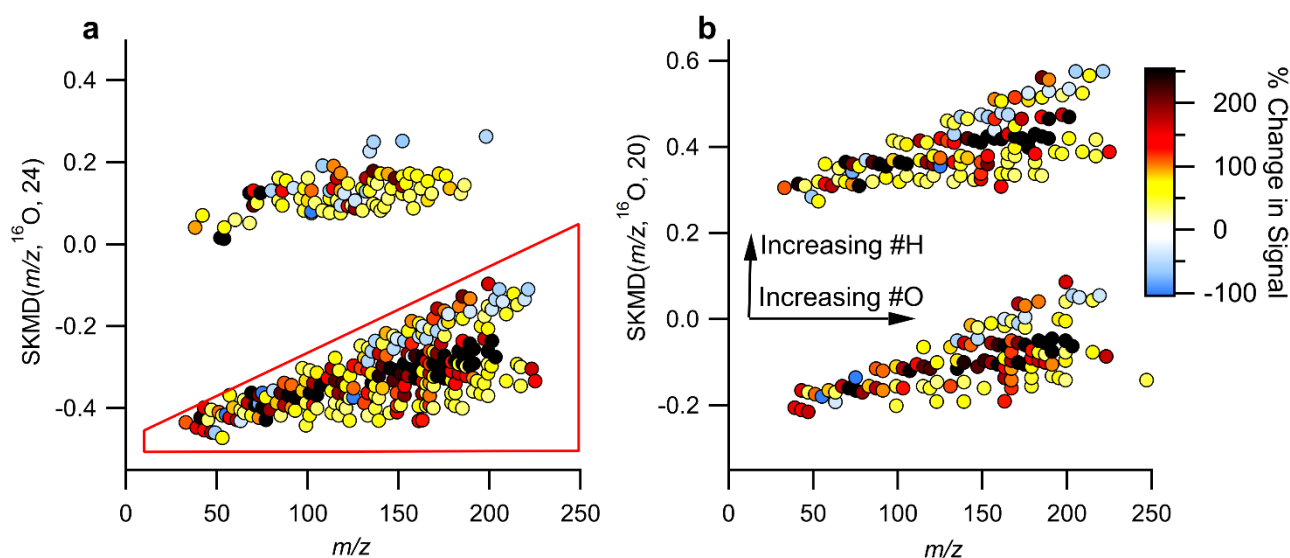 a
SKMD(m/z,¹⁶O, 24)
0.4
0.2
0.0
-0.2
-0.4
0
50
100
150
200
250
m/z
b
SKMD(m/z,¹⁶O, 20)
0.6
0.4
0.2
0.0
-0.2
Increasing #H
Increasing #O
0
50
100
150
200
250
m/z
200
100
0
-100
% Change in Signal